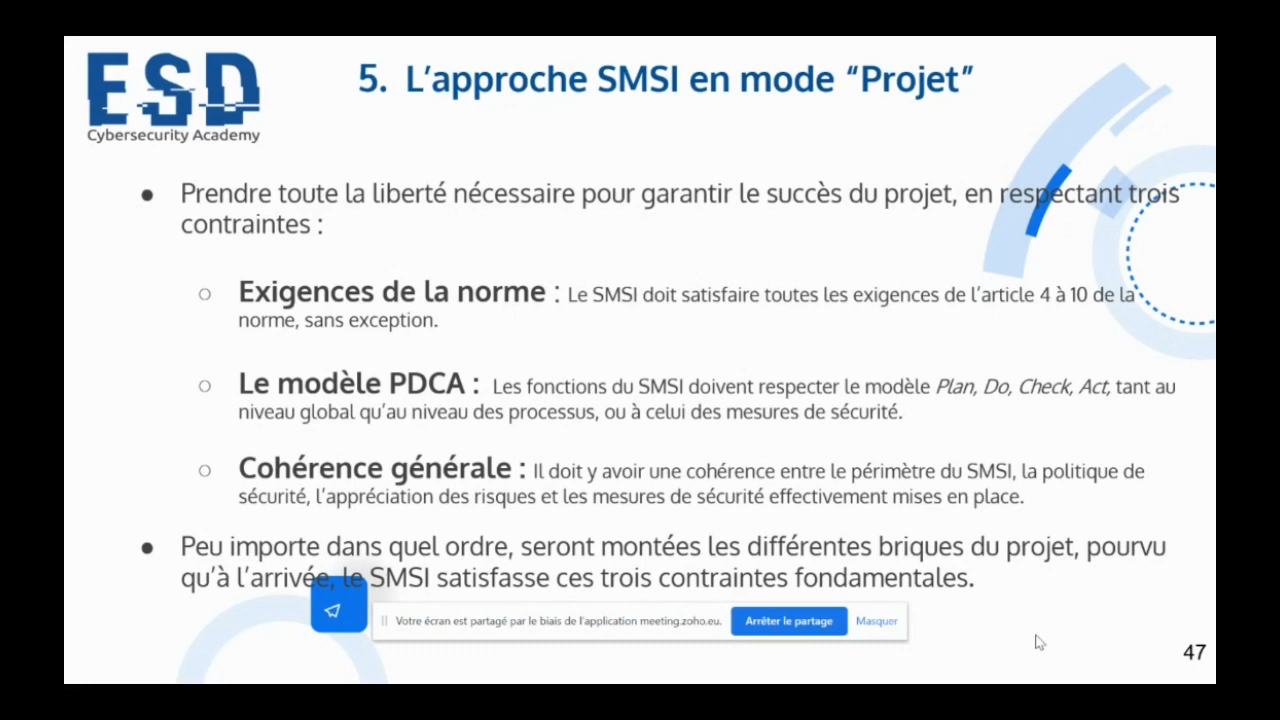 ESD
Cybersecurity Academy
5. L’approche SMSI en mode “Projet”
● Prendre toute la liberté nécessaire pour garantir le succès du projet, en respectant trois
contraintes :
○ Exigences de la norme : Le SMSI doit satisfaire toutes les exigences de l’article 4 à 10 de la
norme, sans exception.
○ Le modèle PDCA : Les fonctions du SMSI doivent respecter le modèle Plan, Do, Check, Act, tant au
niveau global qu’au niveau des processus, ou à celui des mesures de sécurité.
○ Cohérence générale : Il doit y avoir une cohérence entre le périmètre du SMSI, la politique de
sécurité, l’appréciation des risques et les mesures de sécurité effectivement mises en place.
● Peu importe dans quel ordre, seront montées les différentes briques du projet, pourvu
qu’à l’arrivée, le SMSI satisfasse ces trois contraintes fondamentales.
Votre écran est partagé par le biais de l'application meeting.zoho.eu. Arrêter le partage Masquer
47